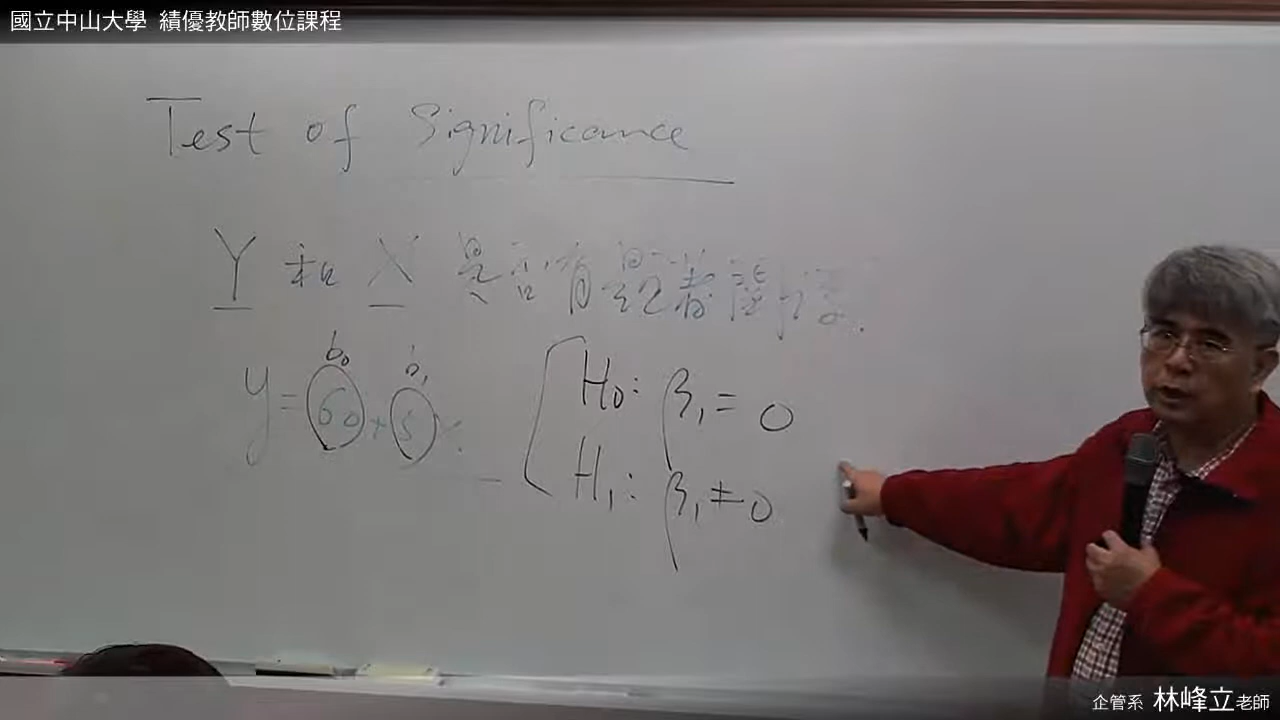 國立中山大學 績優教師數位課程
Test of Significance
Y 和 X 是否有顯著關係.
b₀ b₁
y = 60 + 5x. H₀: β₁ = 0
H₁: β₁ ≠ 0
企管系 林峰立老師